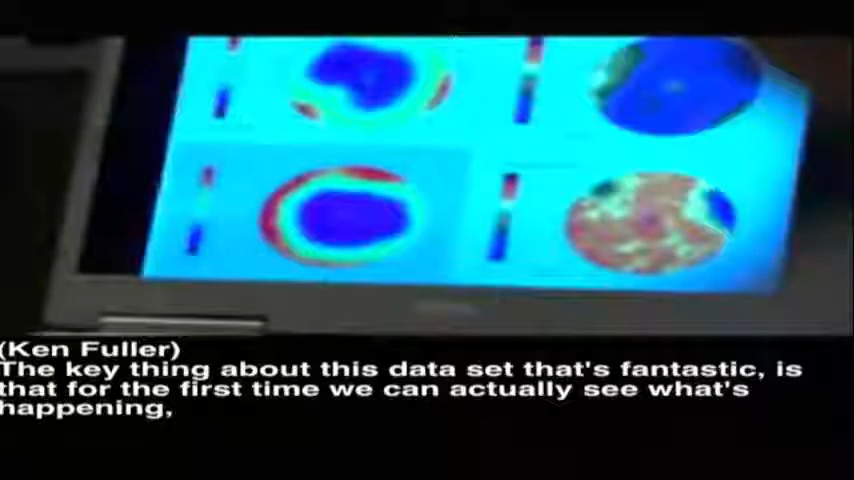 (Ken Fuller)
The key thing about this data set that's fantastic, is
that for the first time we can actually see what's
happening,